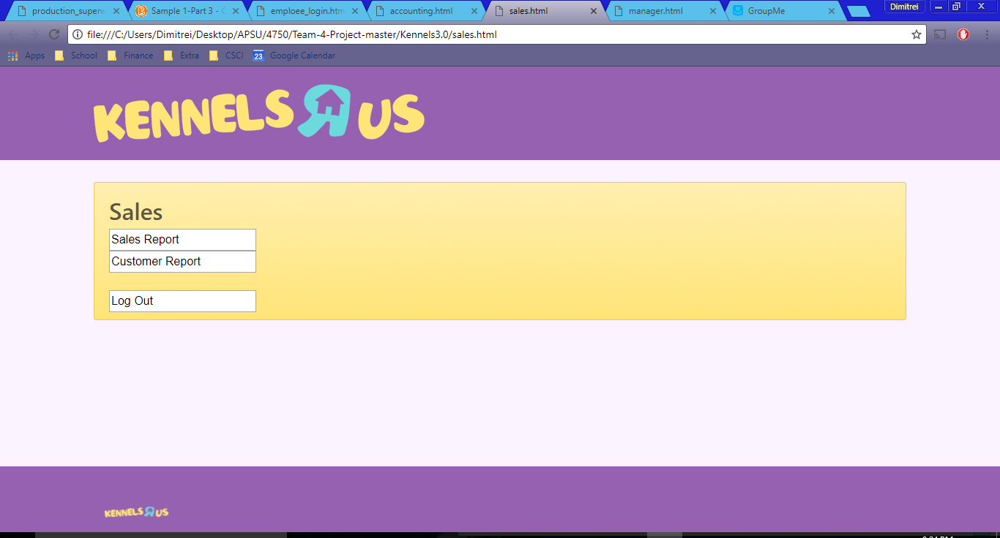 production_superv
Sample 1-Part 3 - C
emploee_login.htm
accounting.html
sales.html
manager.html
GroupMe
Dimitrei
file:///C:/Users/Dimitrei/Desktop/APSU/4750/Team-4-Project-master/Kennels3.0/sales.html
Apps
School
Finance
Extra
CSCI
23
Google Calendar
KENNELS R US
Sales
Sales Report
Customer Report
Log Out
KENNELS R US